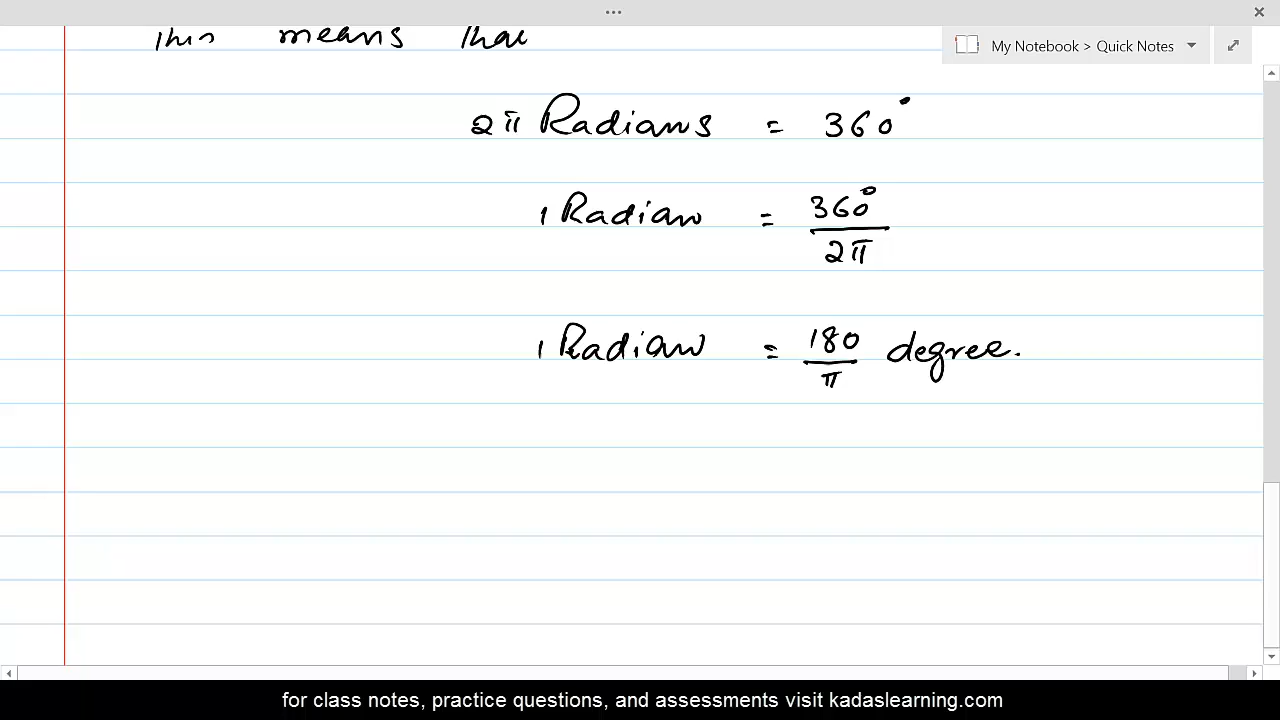 This means that
My Notebook > Quick Notes
2π Radians = 360°
1 Radian = 360° / 2π
1 Radian = 180 / π degree.
for class notes, practice questions, and assessments visit kadaslearning.com